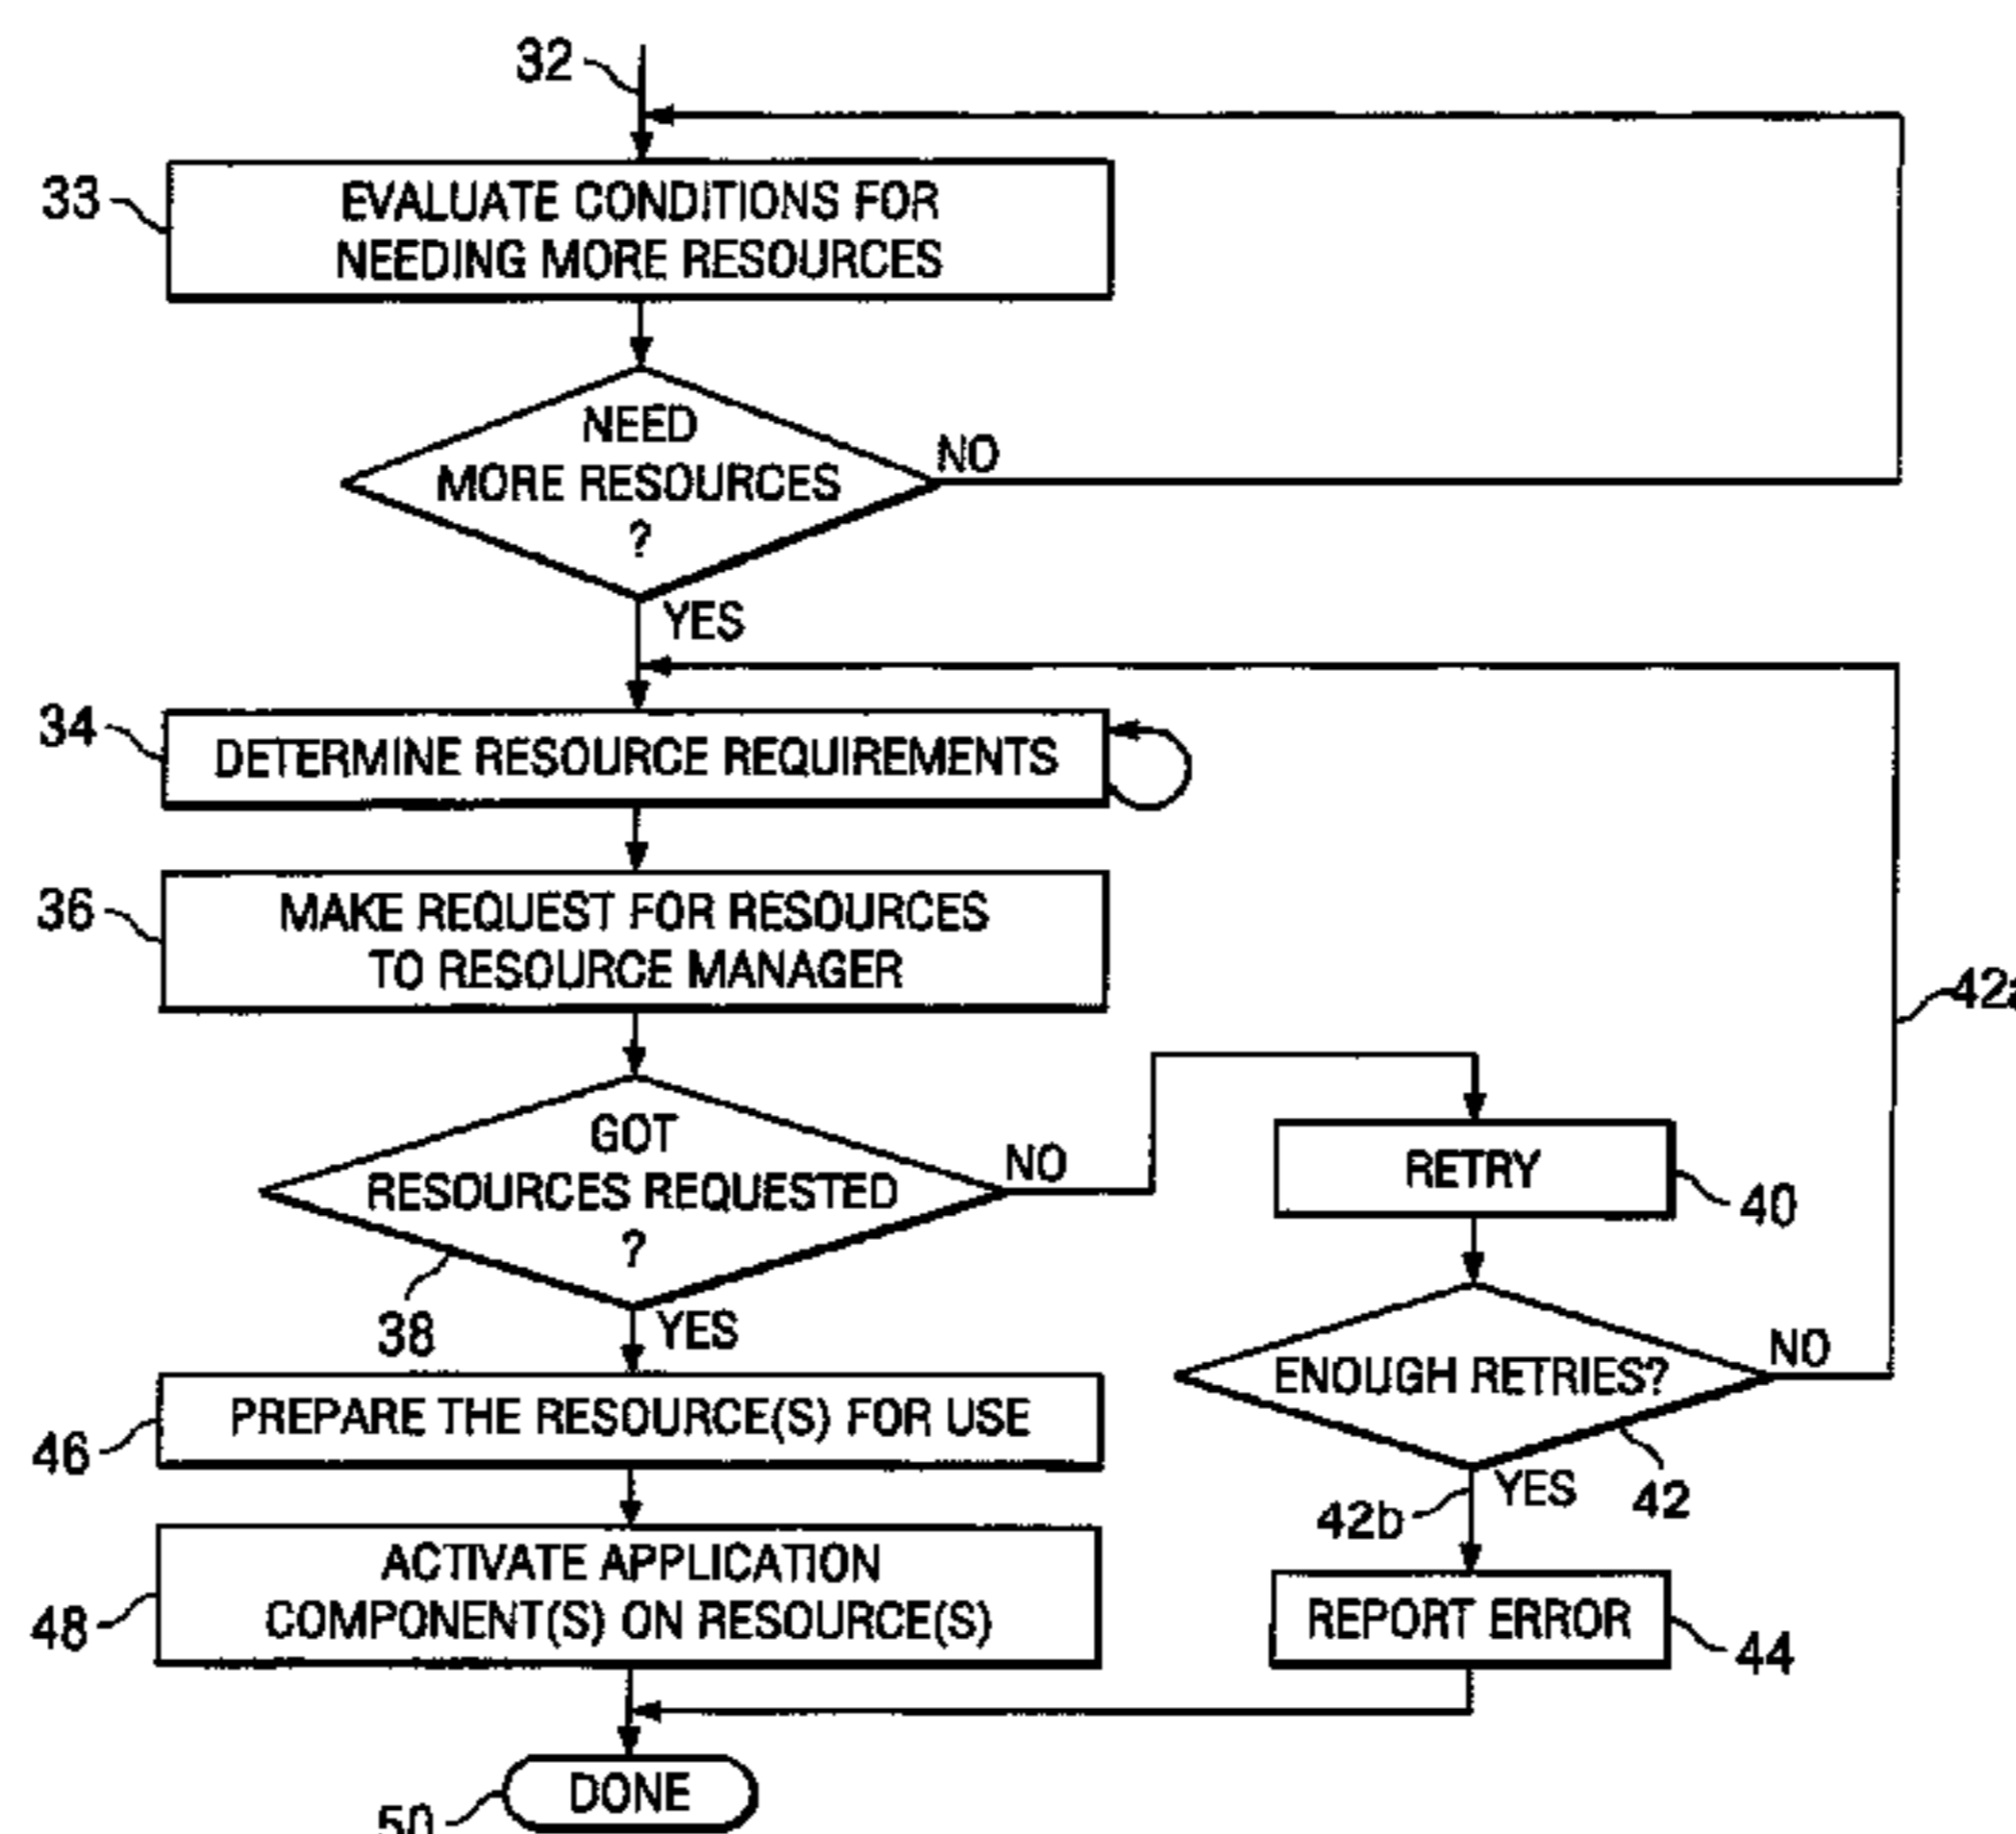 32
33
EVALUATE CONDITIONS FOR
NEEDING MORE RESOURCES
NEED
MORE RESOURCES
?
NO
YES
34
DETERMINE RESOURCE REQUIREMENTS
36
MAKE REQUEST FOR RESOURCES
TO RESOURCE MANAGER
42a
GOT
RESOURCES REQUESTED
?
NO
38
YES
RETRY
40
ENOUGH RETRIES?
NO
42
42b
YES
46
PREPARE THE RESOURCE(S) FOR USE
48
ACTIVATE APPLICATION
COMPONENT(S) ON RESOURCE(S)
REPORT ERROR
44
50
DONE